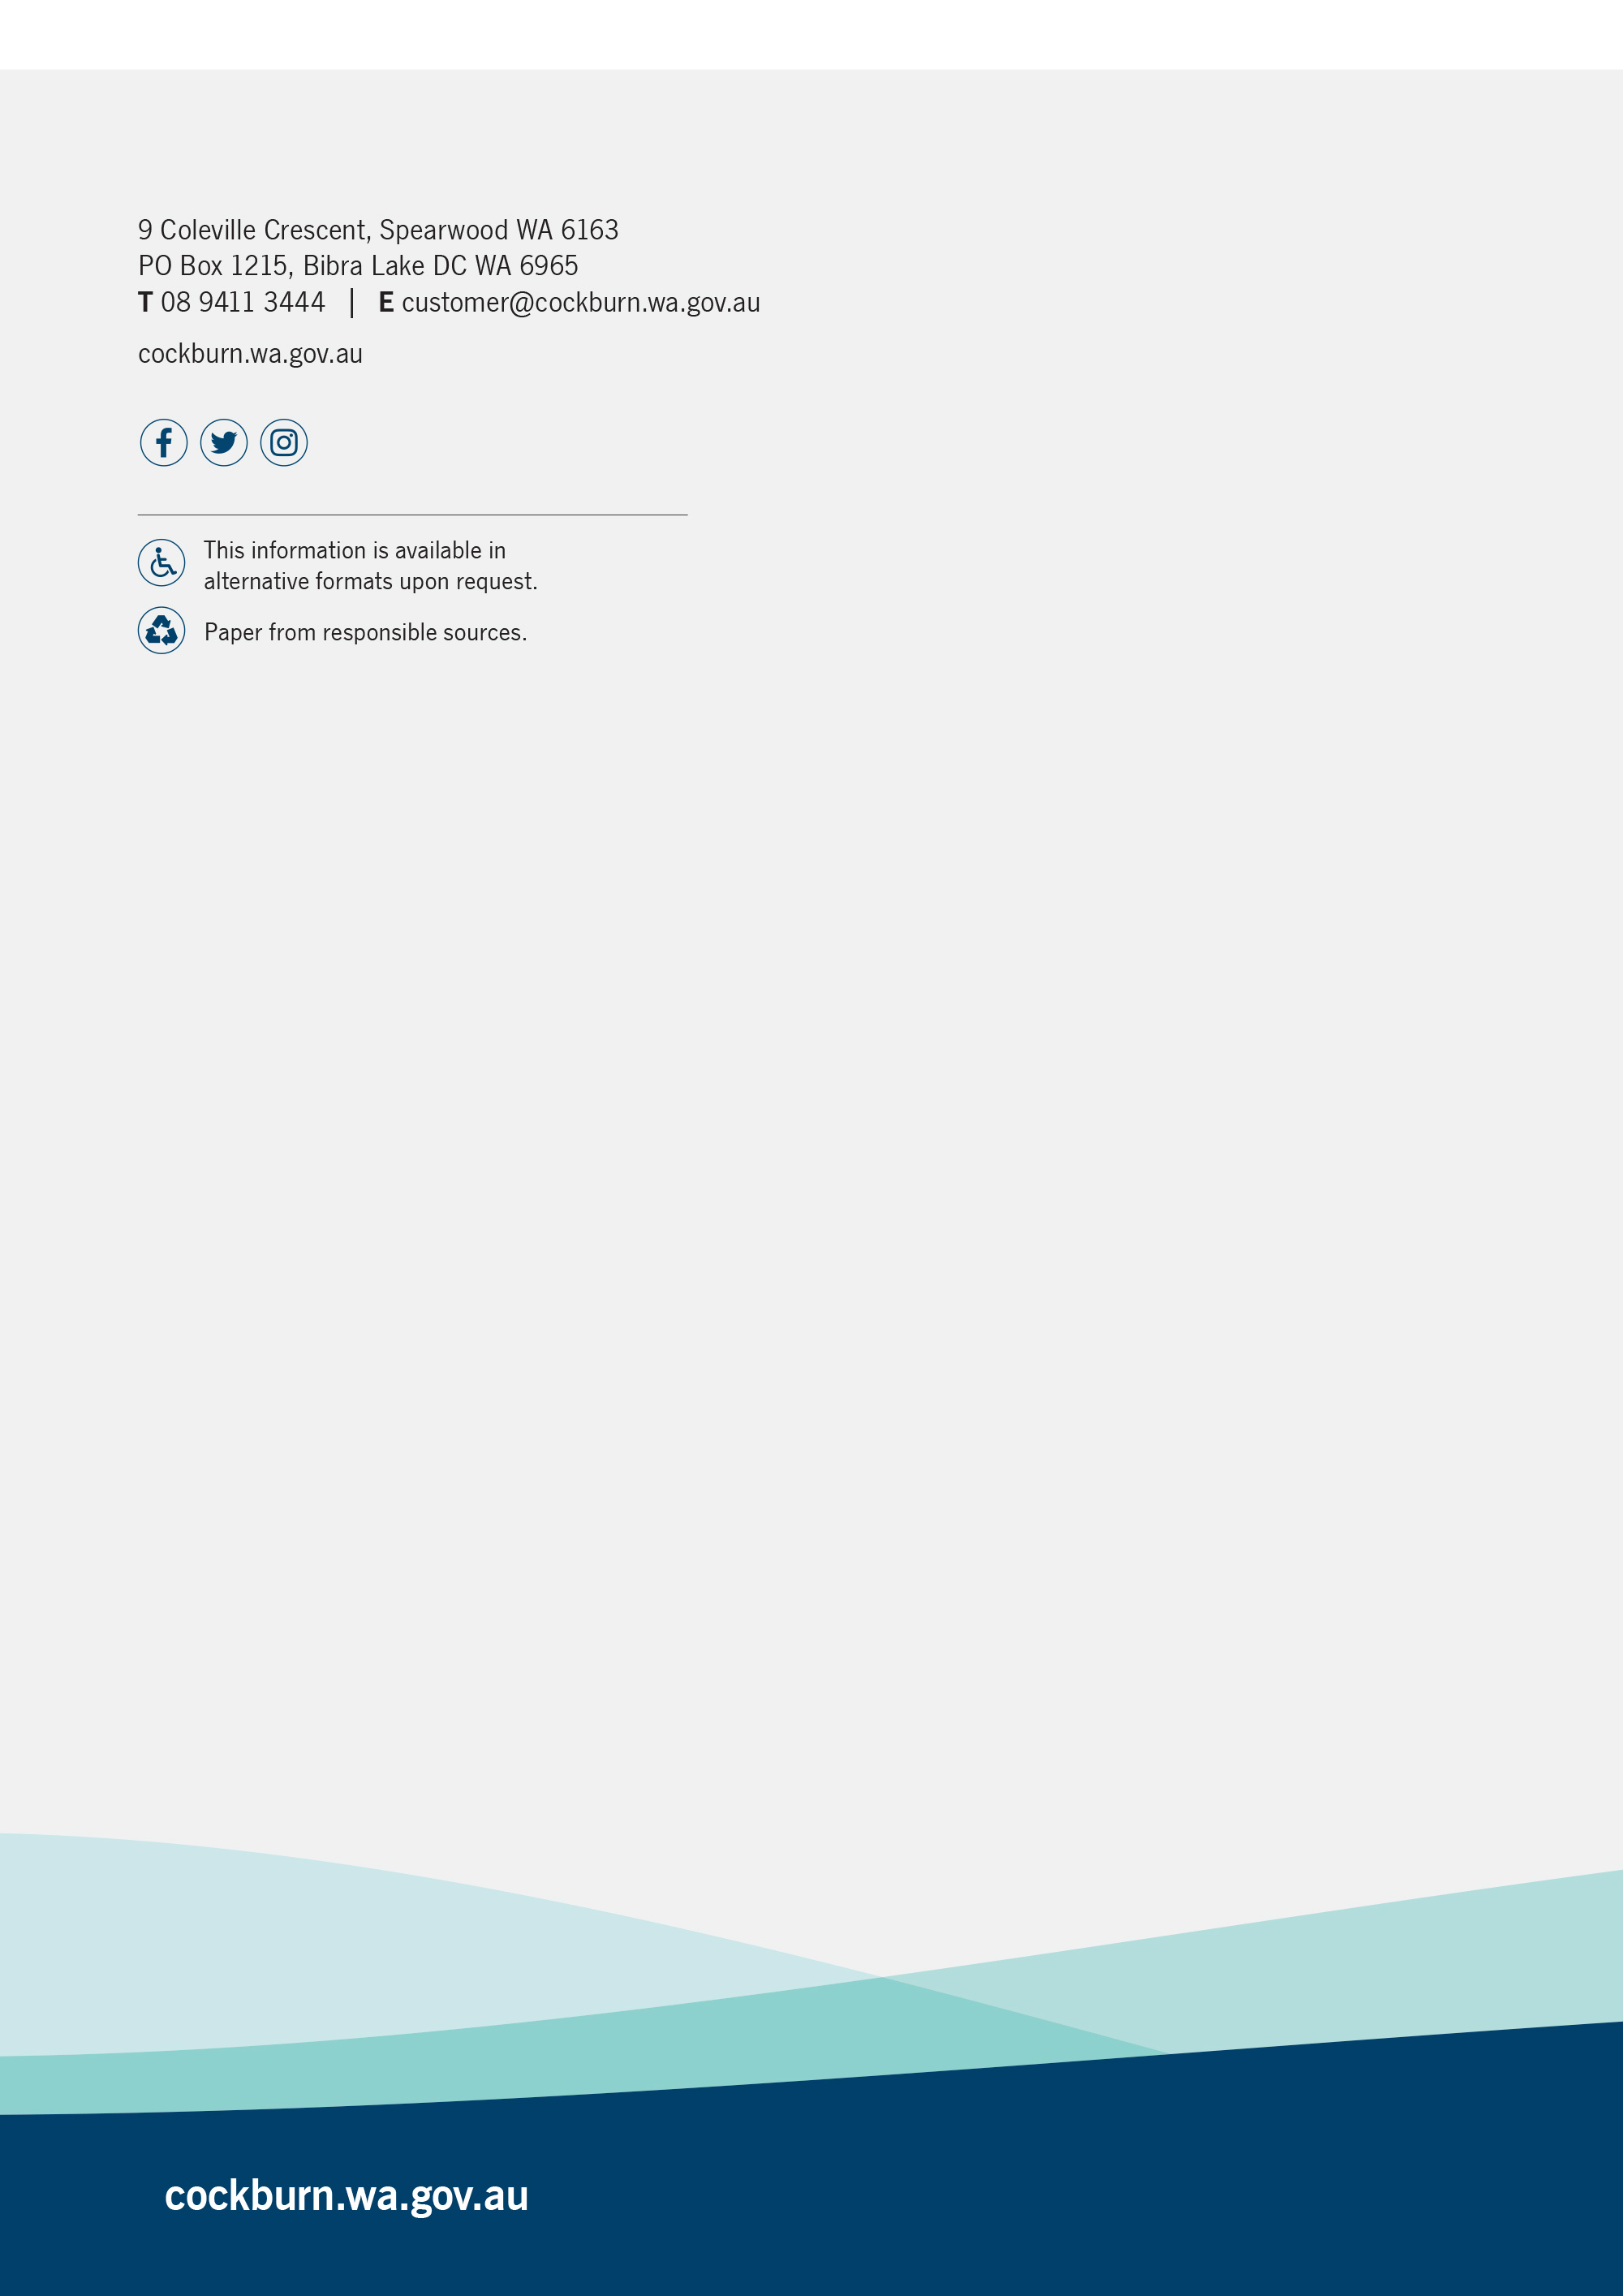 9 Coleville Crescent, Spearwood WA 6163
PO Box 1215, Bibra Lake DC WA 6965
T 08 9411 3444 | E customer@cockburn.wa.gov.au
cockburn.wa.gov.au
This information is available in
alternative formats upon request.
Paper from responsible sources.
cockburn.wa.gov.au